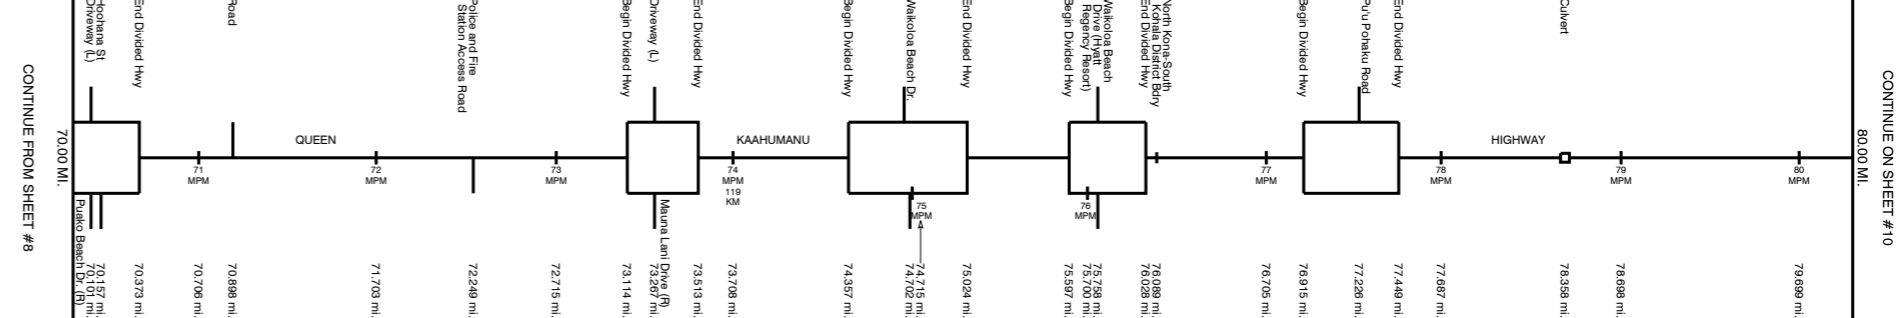 CONTINUE FROM SHEET #8
70.00 MI.
Hoohana St
Driveway (L)
End Divided Hwy
Road
Police and Fire
Station Access Road
Begin Divided Hwy
Driveway (L)
End Divided Hwy
Begin Divided Hwy
Waikoloa Beach Dr.
End Divided Hwy
Begin Divided Hwy
Waikoloa Beach
Drive (Hyatt
Regency Resort)
North Kona-South
Kohala District Bdry
End Divided Hwy
Begin Divided Hwy
Pu'u Pohaku Road
End Divided Hwy
Culvert
QUEEN
KAAHUMANU
HIGHWAY
71
MPM
72
MPM
73
MPM
74
MPM
119
KM
75
MPM
76
MPM
77
MPM
78
MPM
79
MPM
80
MPM
Puako Beach Dr. (R)
Mauna Lani Drive (R)
70.101 mi.
70.157 mi.
70.373 mi.
70.706 mi.
70.898 mi.
71.703 mi.
72.249 mi.
72.715 mi.
73.114 mi.
73.267 mi.
73.513 mi.
73.708 mi.
74.357 mi.
74.702 mi.
74.715 mi.
75.024 mi.
75.597 mi.
75.700 mi.
75.758 mi.
76.028 mi.
76.089 mi.
76.705 mi.
76.915 mi.
77.226 mi.
77.449 mi.
77.687 mi.
78.358 mi.
78.698 mi.
79.699 mi.
80.00 MI.
CONTINUE ON SHEET #10